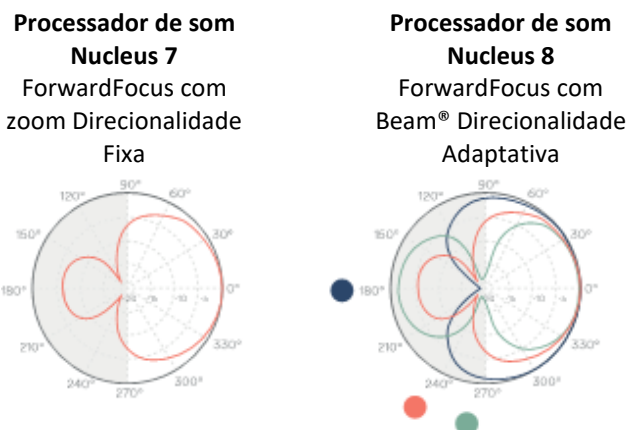 Processador de som
Nucleus 7
ForwardFocus com
zoom Direcionalidade
Fixa
90°
120°
60°
150°
30°
180°
0°
210°
330°
240°
300°
270°
Processador de som
Nucleus 8
ForwardFocus com
Beam® Direcionalidade
Adaptativa
90°
120°
60°
150°
30°
180°
0°
210°
330°
240°
300°
270°